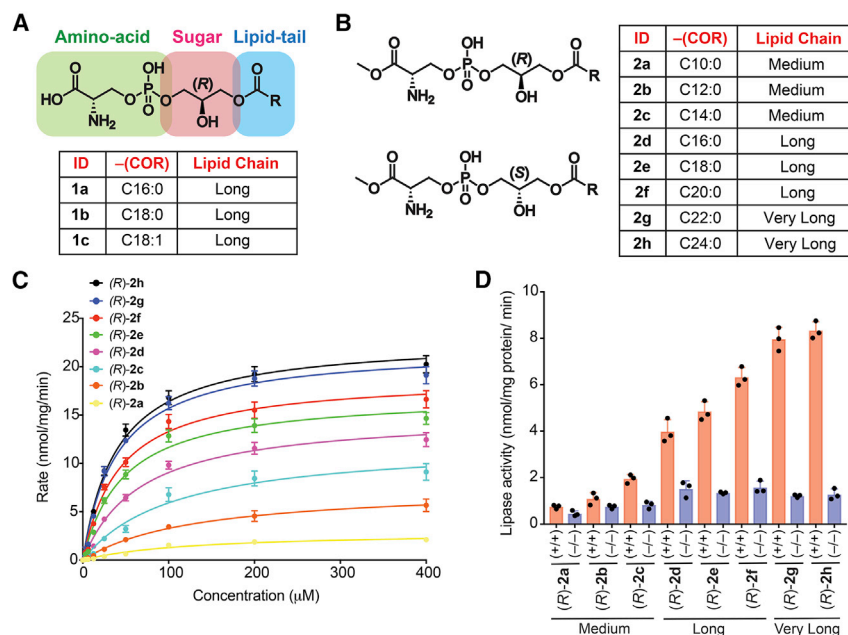 A
Amino-acid Sugar Lipid-tail
O
OH
(R)
O
HO
O
P
O
O
R
NH2
O
OH
ID –(COR) Lipid Chain
1a C16:0 Long
1b C18:0 Long
1c C18:1 Long
B
O
OH
(R)
O
O
O
P
O
O
R
NH2
O
OH
O
OH
O
O
O
P
(S)
O
O
R
NH2
O
OH
ID –(COR) Lipid Chain
2a C10:0 Medium
2b C12:0 Medium
2c C14:0 Medium
2d C16:0 Long
2e C18:0 Long
2f C20:0 Long
2g C22:0 Very Long
2h C24:0 Very Long
C
(R)-2h
(R)-2g
(R)-2f
(R)-2e
(R)-2d
(R)-2c
(R)-2b
(R)-2a
Rate (nmol/mg/min)
25
20
15
10
5
0
0 100 200 300 400
Concentration (μM)
D
Lipase activity (nmol/mg protein/ min)
10
8
6
4
2
0
(+/+) (–/–) (+/+) (–/–) (+/+) (–/–) (+/+) (–/–) (+/+) (–/–) (+/+) (–/–) (+/+) (–/–) (+/+) (–/–)
(R)-2a (R)-2b (R)-2c (R)-2d (R)-2e (R)-2f (R)-2g (R)-2h
Medium Long Very Long